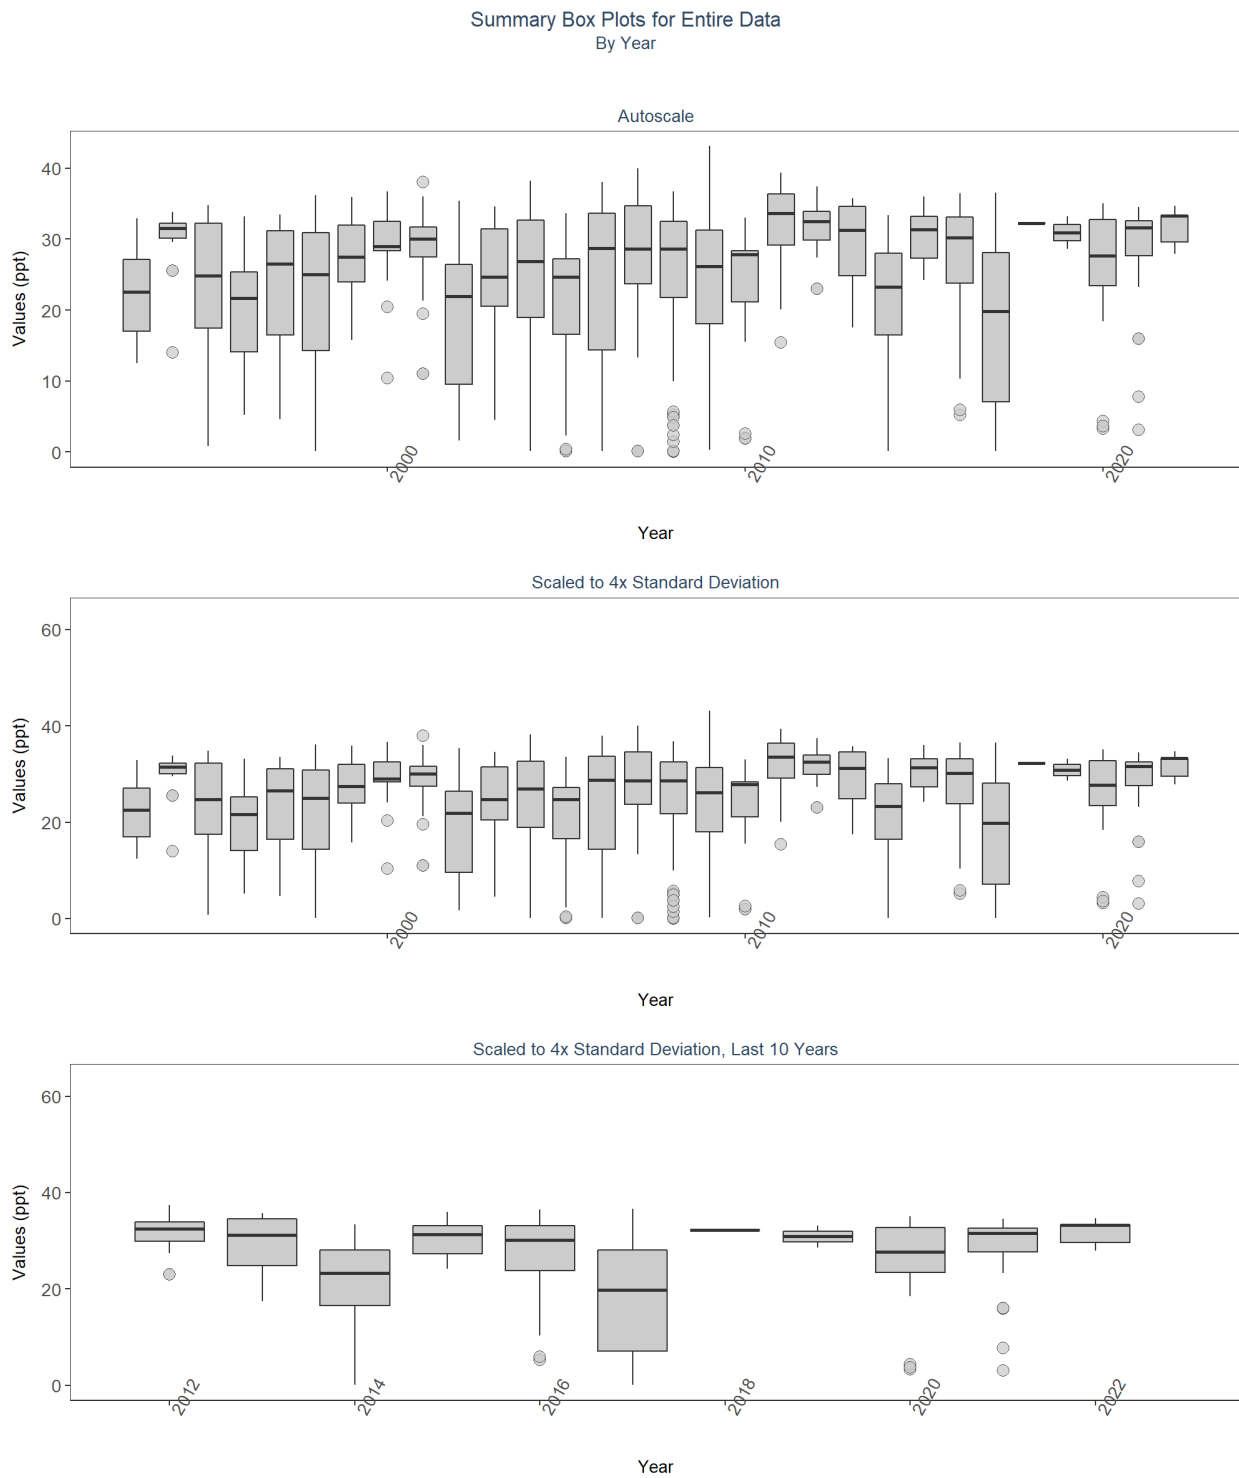 Summary Box Plots for Entire Data
By Year
Autoscale
Values (ppt)
40
30
20
10
0
2000
2010
2020
Year
Scaled to 4x Standard Deviation
Values (ppt)
60
40
20
0
2000
2010
2020
Year
Scaled to 4x Standard Deviation, Last 10 Years
Values (ppt)
60
40
20
0
2012
2014
2016
2018
2020
2022
Year